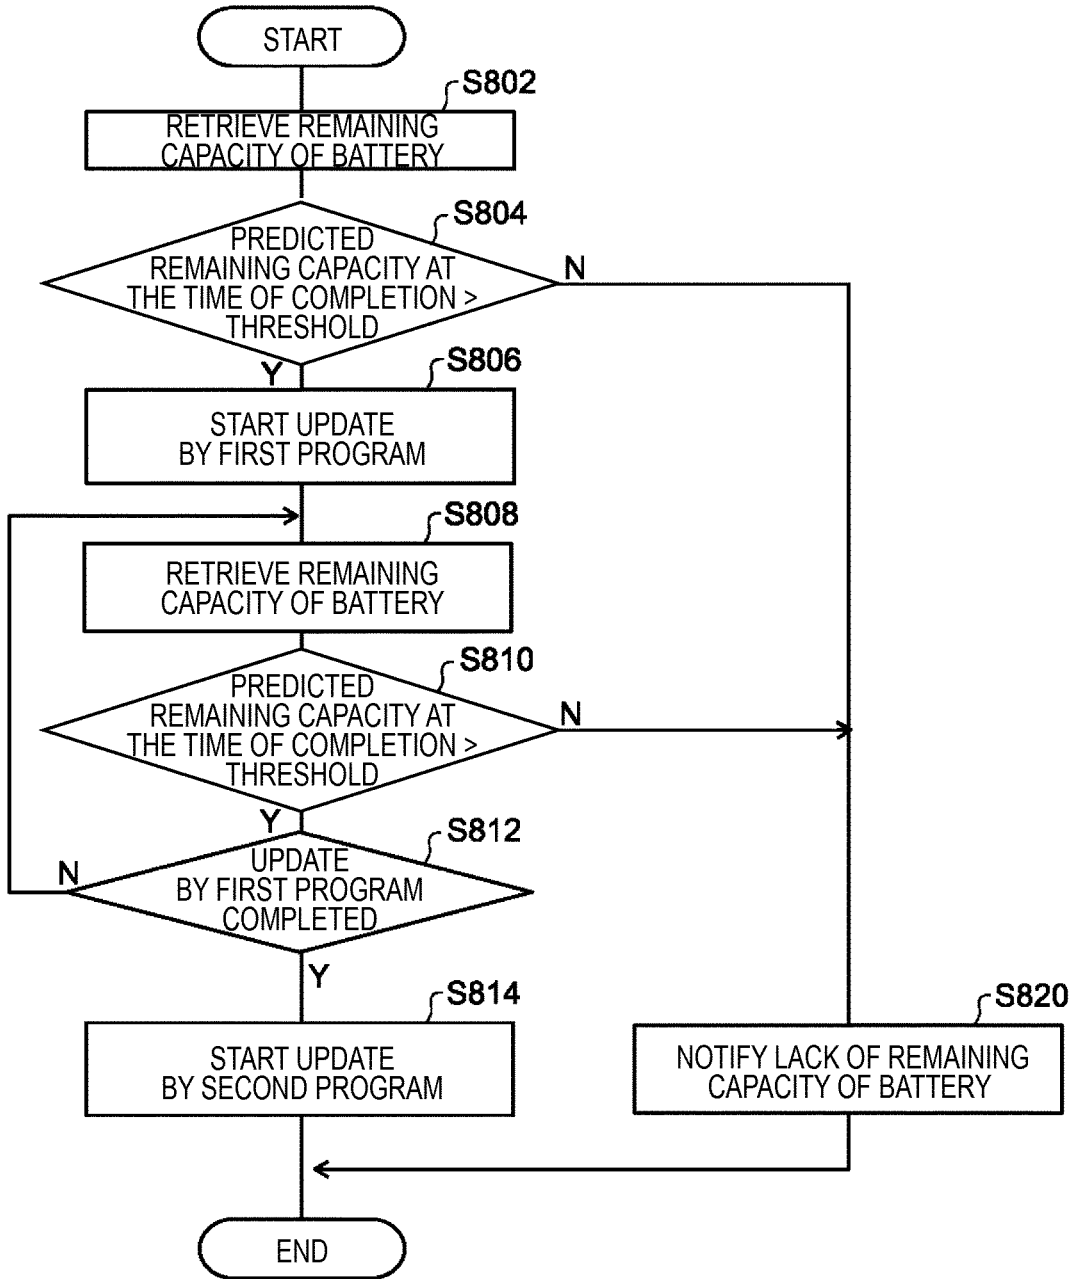 START
S802
RETRIEVE REMAINING
CAPACITY OF BATTERY
S804
PREDICTED
REMAINING CAPACITY AT
THE TIME OF COMPLETION >
THRESHOLD
N
Y
S806
START UPDATE
BY FIRST PROGRAM
S808
RETRIEVE REMAINING
CAPACITY OF BATTERY
S810
PREDICTED
REMAINING CAPACITY AT
THE TIME OF COMPLETION >
THRESHOLD
N
Y
S812
UPDATE
BY FIRST PROGRAM
COMPLETED
N
Y
S814
START UPDATE
BY SECOND PROGRAM
S820
NOTIFY LACK OF REMAINING
CAPACITY OF BATTERY
END